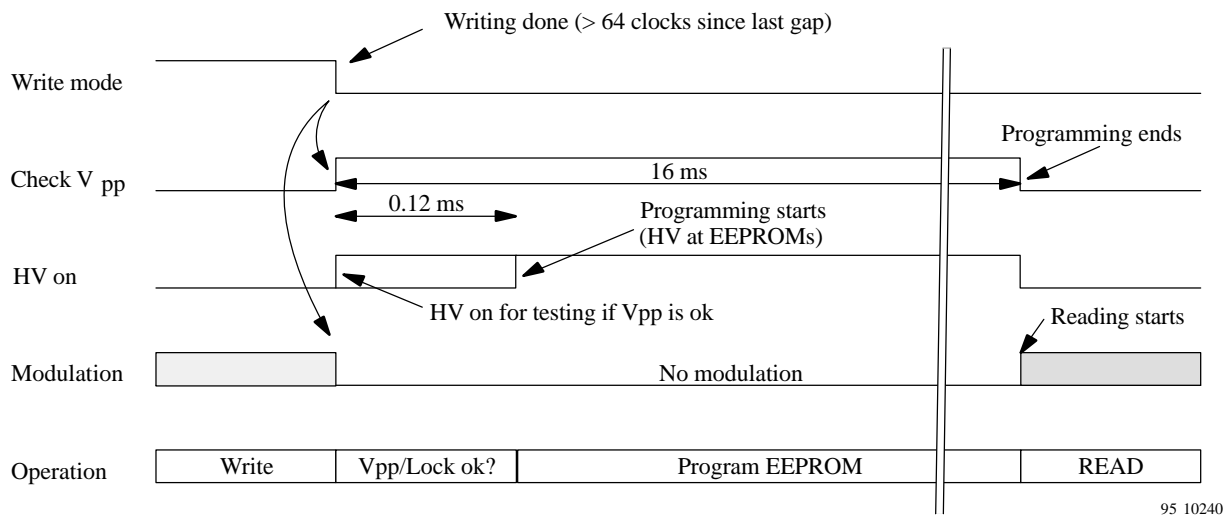 Writing done (> 64 clocks since last gap)
Write mode
Programming ends
Check V pp
16 ms
0.12 ms
Programming starts
(HV at EEPROMs)
HV on
HV on for testing if Vpp is ok
Reading starts
Modulation
No modulation
Operation
Write
Vpp/Lock ok?
Program EEPROM
READ
95 10240